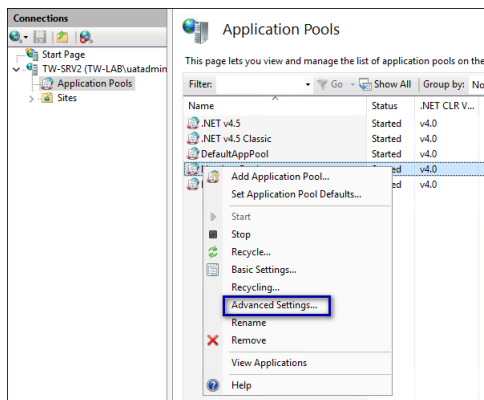 Connections
Start Page
TW-SRV2 (TW-LAB\uatadmin
Application Pools
Sites
Application Pools
This page lets you view and manage the list of application pools on the
Filter: Go Show All Group by: No
Name Status .NET CLR V...
.NET v4.5 Started v4.0
.NET v4.5 Classic Started v4.0
DefaultAppPool Started v4.0
ed v4.0
ed v4.0
Add Application Pool...
Set Application Pool Defaults...
Start
Stop
Recycle...
Basic Settings...
Recycling...
Advanced Settings...
Rename
Remove
View Applications
Help